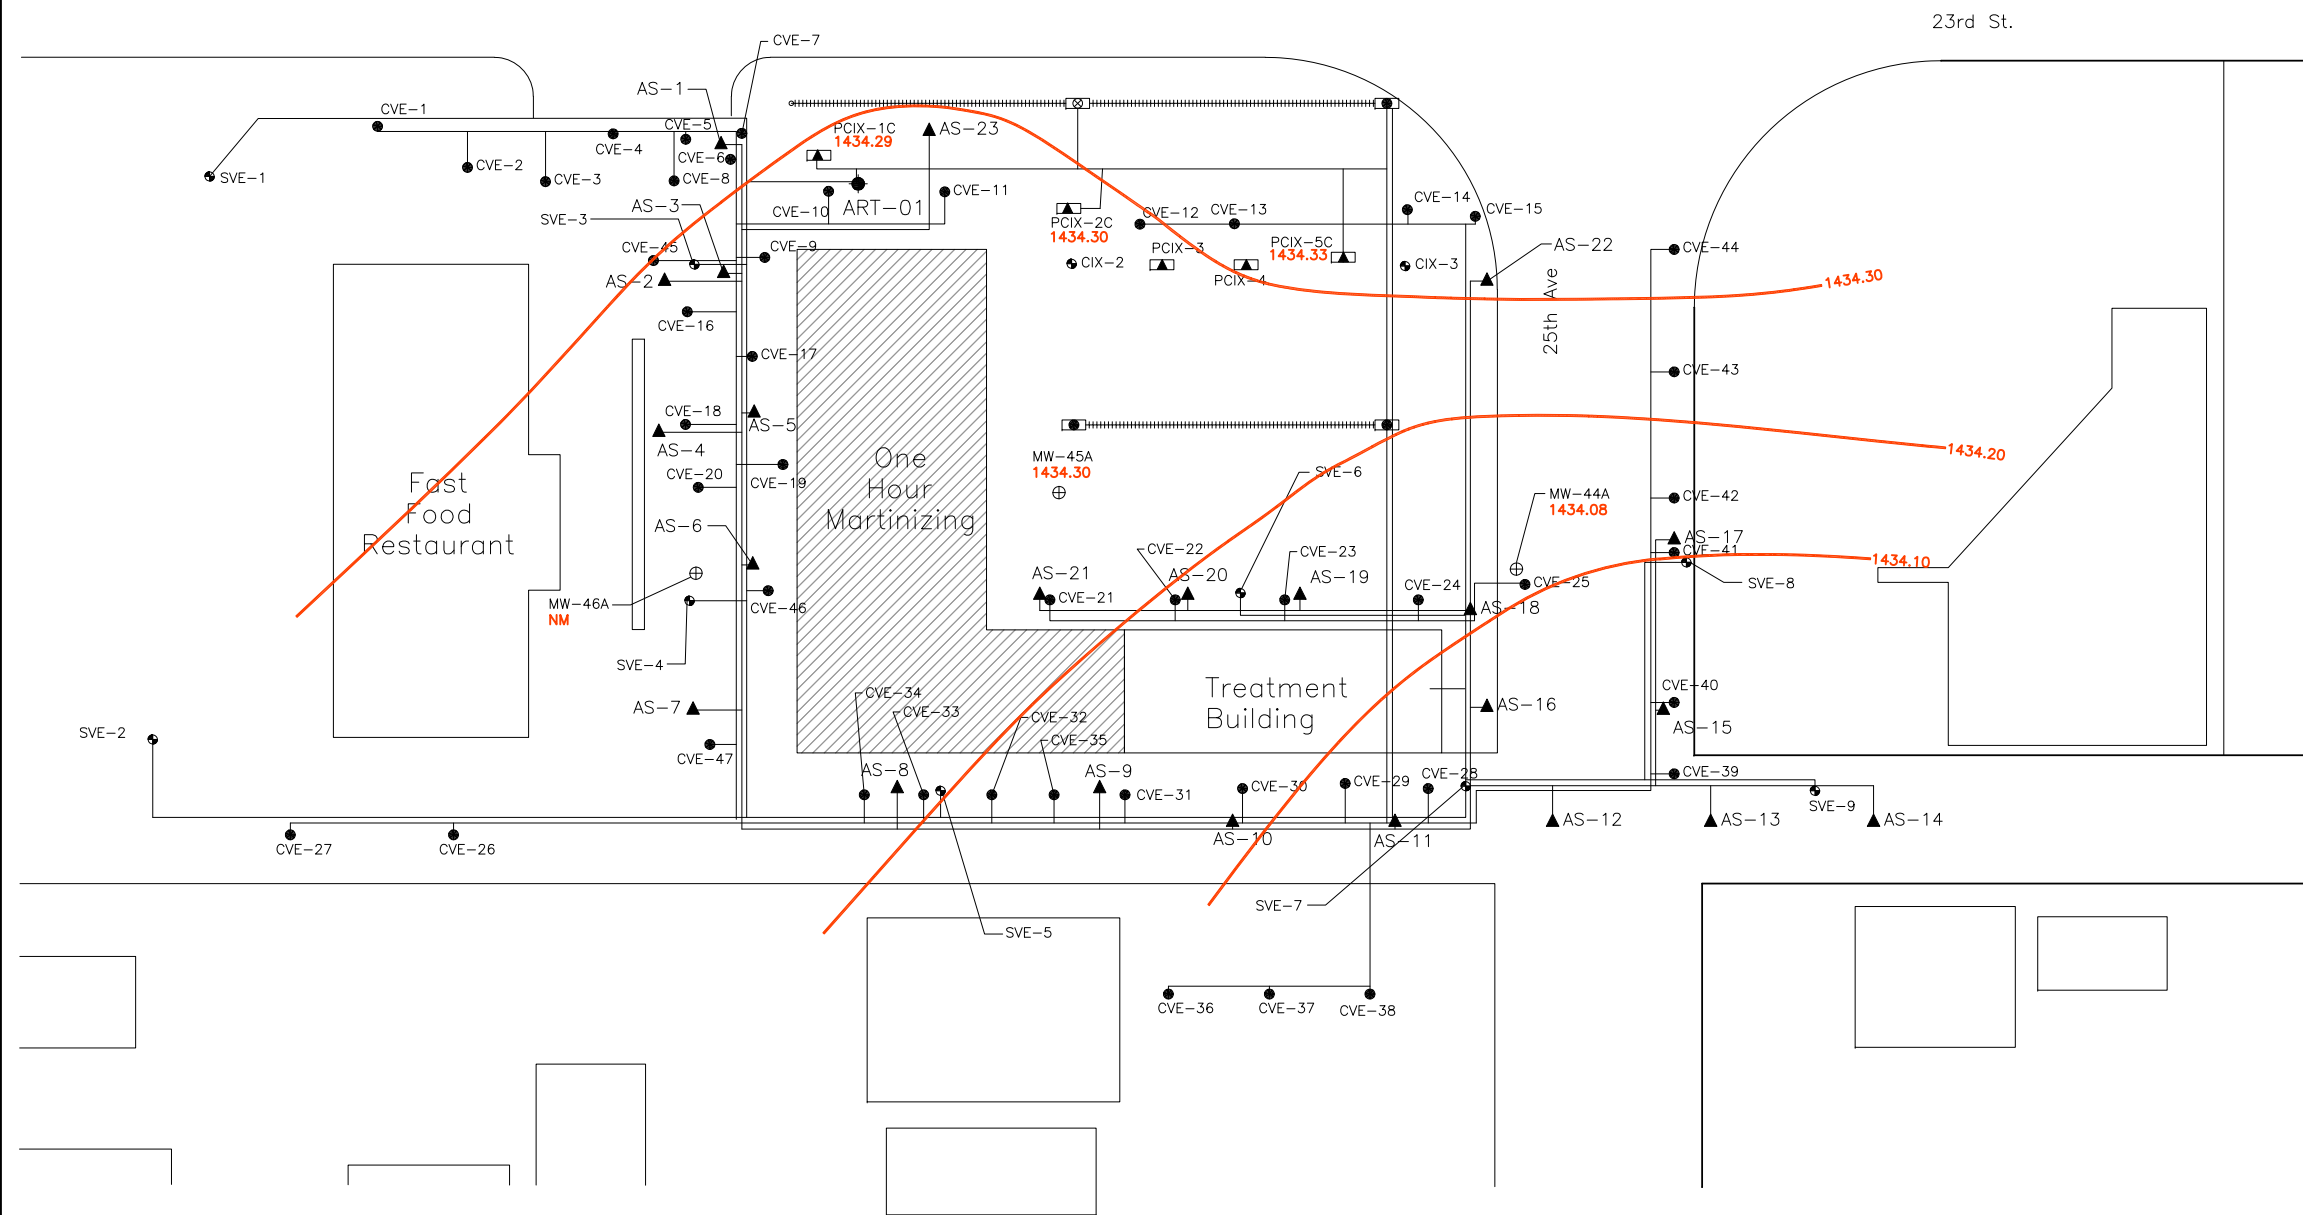 23rd St.
CVE-7
AS-1
CVE-1
CVE-5
PCIX-1C
1434.29
AS-23
CVE-4
CVE-6
CVE-2
SVE-1
CVE-3
CVE-8
CVE-11
AS-3
CVE-10
ART-01
CVE-14
CVE-15
SVE-3
CVE-12
CVE-13
PCIX-2C
1434.30
CVE-45
CVE-9
PCIX-3
PCIX-5C
1434.33
AS-22
CVE-44
CIX-2
CIX-3
AS-2
PCIX-4
1434.30
25th Ave
CVE-16
CVE-17
CVE-43
CVE-18
AS-5
AS-4
1434.20
One
Hour
Martinizing
MW-45A
1434.30
CVE-20
CVE-19
SVE-6
Fast
Food
Restaurant
MW-44A
1434.08
CVE-42
AS-6
AS-17
CVE-41
CVE-22
CVE-23
1434.10
AS-21
AS-20
AS-19
CVE-24
CVE-25
SVE-8
MW-46A
NM
CVE-46
CVE-21
AS-18
SVE-4
Treatment
Building
CVE-34
CVE-40
AS-7
CVE-33
CVE-32
AS-16
AS-15
SVE-2
CVE-35
CVE-47
AS-8
AS-9
CVE-28
CVE-39
CVE-31
CVE-30
CVE-29
SVE-9
AS-12
AS-13
AS-14
CVE-27
CVE-26
AS-10
AS-11
SVE-7
SVE-5
CVE-36
CVE-37
CVE-38